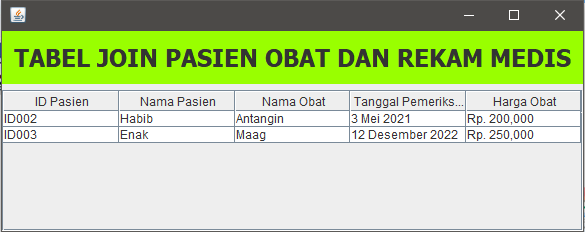 TABEL JOIN PASIEN OBAT DAN REKAM MEDIS
ID Pasien Nama Pasien Nama Obat Tanggal Pemeriks... Harga Obat
ID002 Habib Antangin 3 Mei 2021 Rp. 200,000
ID003 Enak Maag 12 Desember 2022 Rp. 250,000